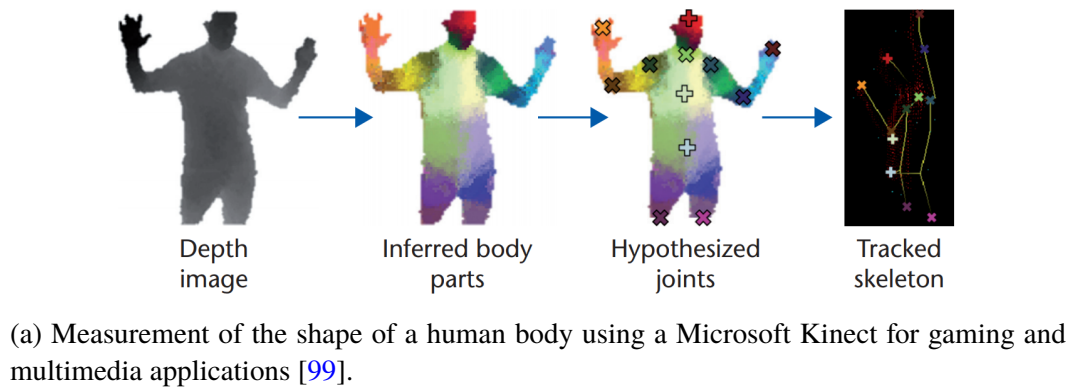 Depth
image
Inferred body
parts
Hypothesized
joints
Tracked
skeleton
(a) Measurement of the shape of a human body using a Microsoft Kinect for gaming and
multimedia applications [99].